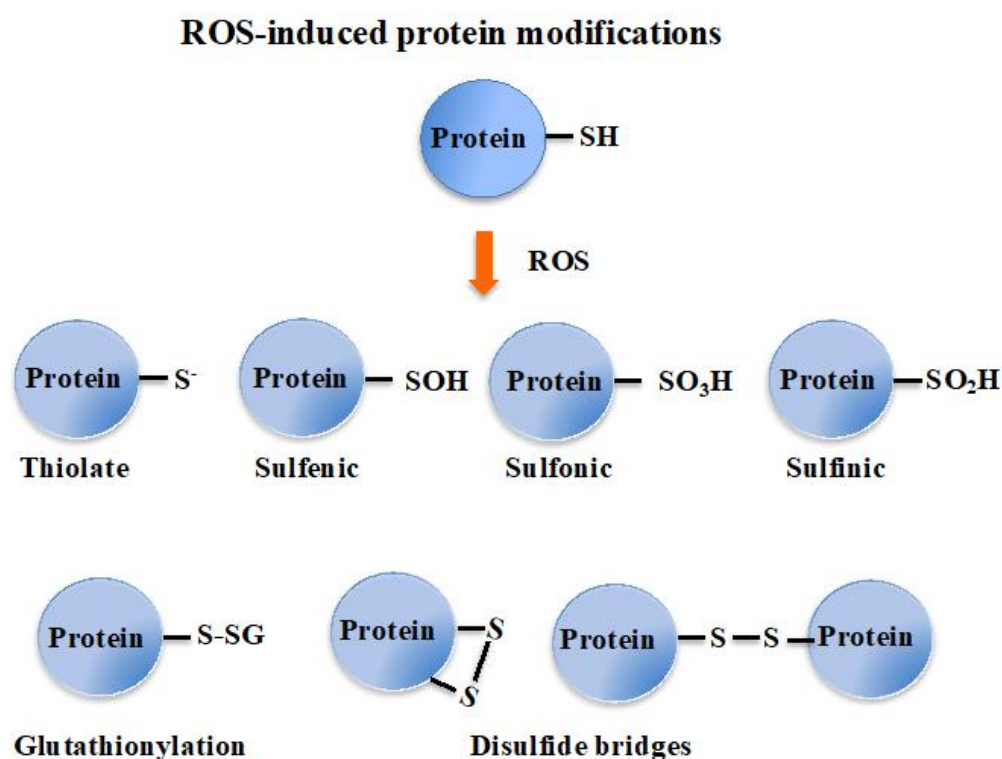 ROS-induced protein modifications
Protein SH
ROS
Protein S⁻ Protein SOH Protein SO₃H Protein SO₂H
Thiolate Sulfenic Sulfonic Sulfinic
Protein S-SG Protein S S Protein S S Protein
Glutathionylation Disulfide bridges